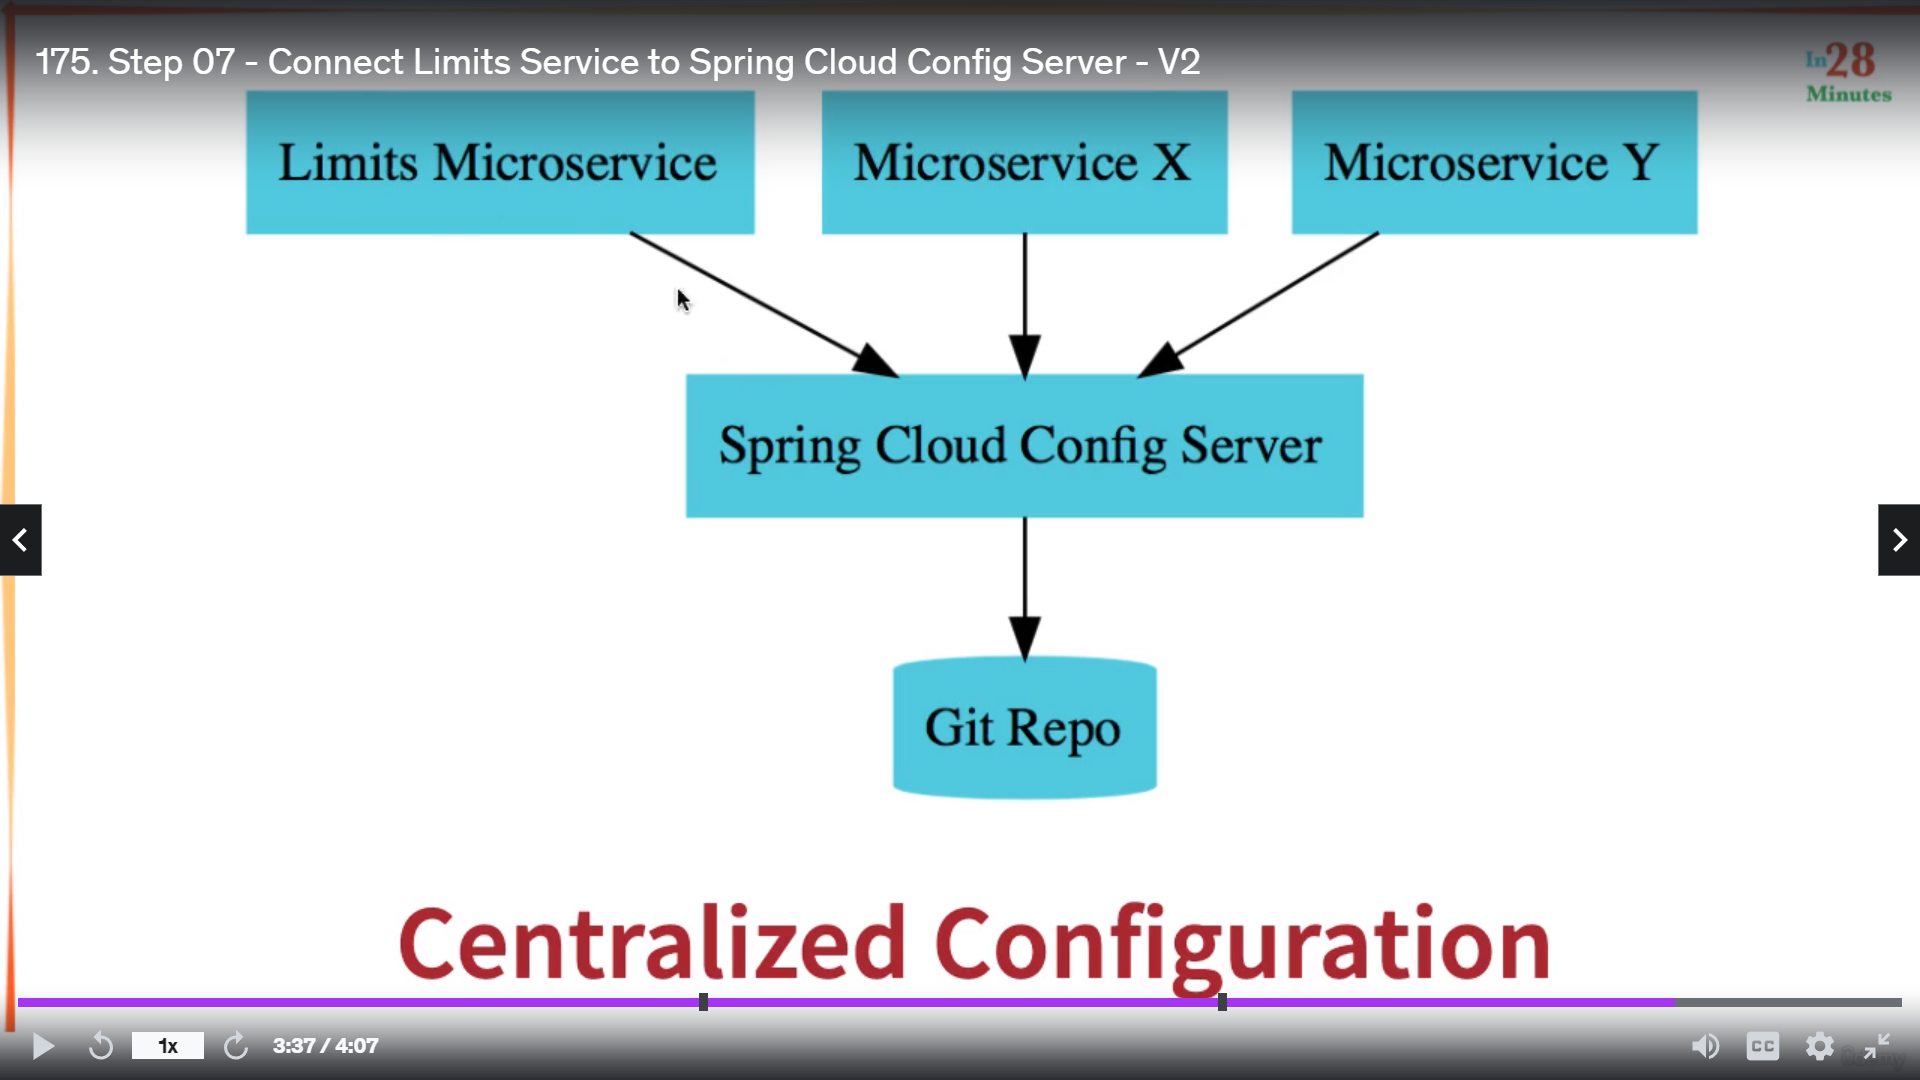 175. Step 07 - Connect Limits Service to Spring Cloud Config Server - V2
In28
Minutes
Limits Microservice
Microservice X
Microservice Y
Spring Cloud Config Server
Git Repo
Centralized Configuration
1x
3:37 / 4:07
CC